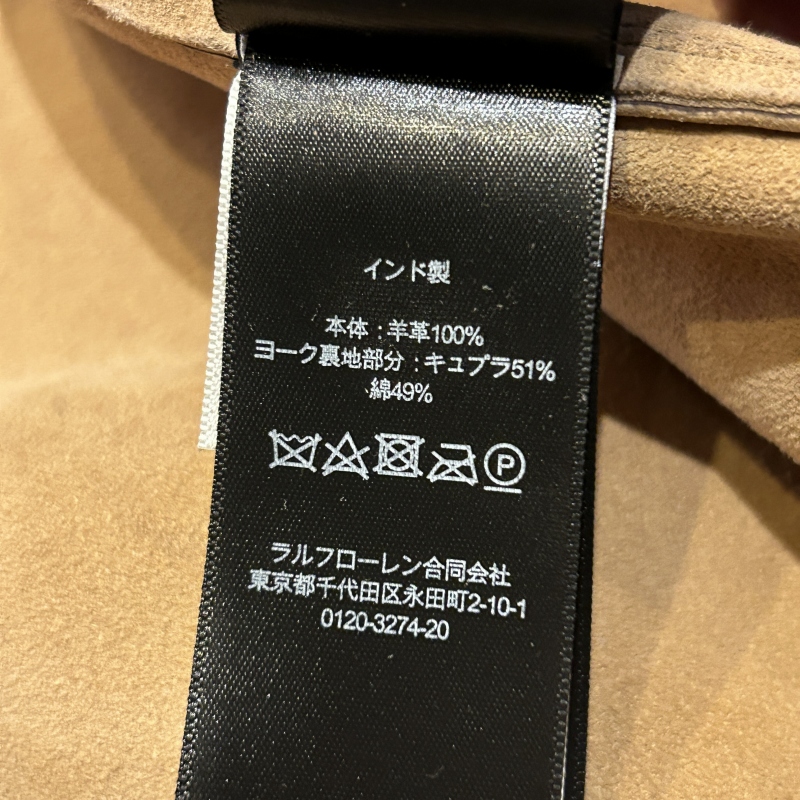 インド製
本体:羊革100%
ヨーク裏地部分:キュプラ51%
綿49%
P
ラルフローレン合同会社
東京都千代田区永田町2-10-1
0120-3274-20